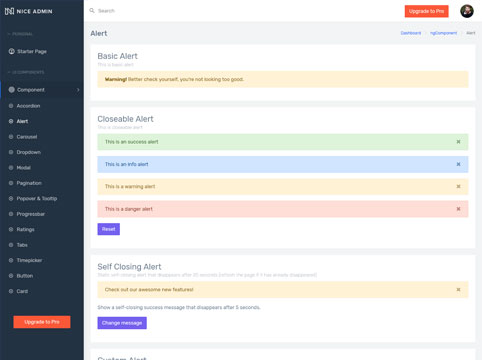 NICE ADMIN
Search
Upgrade to Pro
PERSONAL
Starter Page
UI COMPONENTS
Component
Accordion
Alert
Carousel
Dropdown
Modal
Pagination
Popover & Tooltip
Progressbar
Ratings
Tabs
Timepicker
Button
Card
Upgrade to Pro
Alert
Dashboard
ngComponent
Alert
Basic Alert
This is basic alert
Warning! Better check yourself, you're not looking too good.
Closeable Alert
This is closeable alert
This is an success alert
This is an info alert
This is a warning alert
This is a danger alert
Reset
Self Closing Alert
Static self-closing alert that disappears after 20 seconds (refresh the page if it has already disappeared)
Check out our awesome new features!
Show a self-closing success message that disappears after 5 seconds.
Change message
Custom Alert